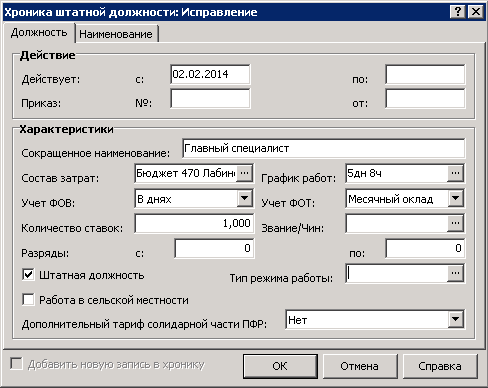 Хроника штатной должности: Исправление
Должность Наименование
Действие
Действует: с: 02.02.2014 по:
Приказ: №: от:
Характеристики
Сокращенное наименование: Главный специалист
Состав затрат: Бюджет 470 Лабин ... График работ: 5дн 8ч ...
Учет ФОВ: В днях Учет ФОТ: Месячный оклад
Количество ставок: 1,000 Звание/Чин: ...
Разряды: с: 0 по: 0
Штатная должность Тип режима работы: ...
Работа в сельской местности
Дополнительный тариф солидарной части ПФР: Нет
Добавить новую запись в хронику ОК Отмена Справка